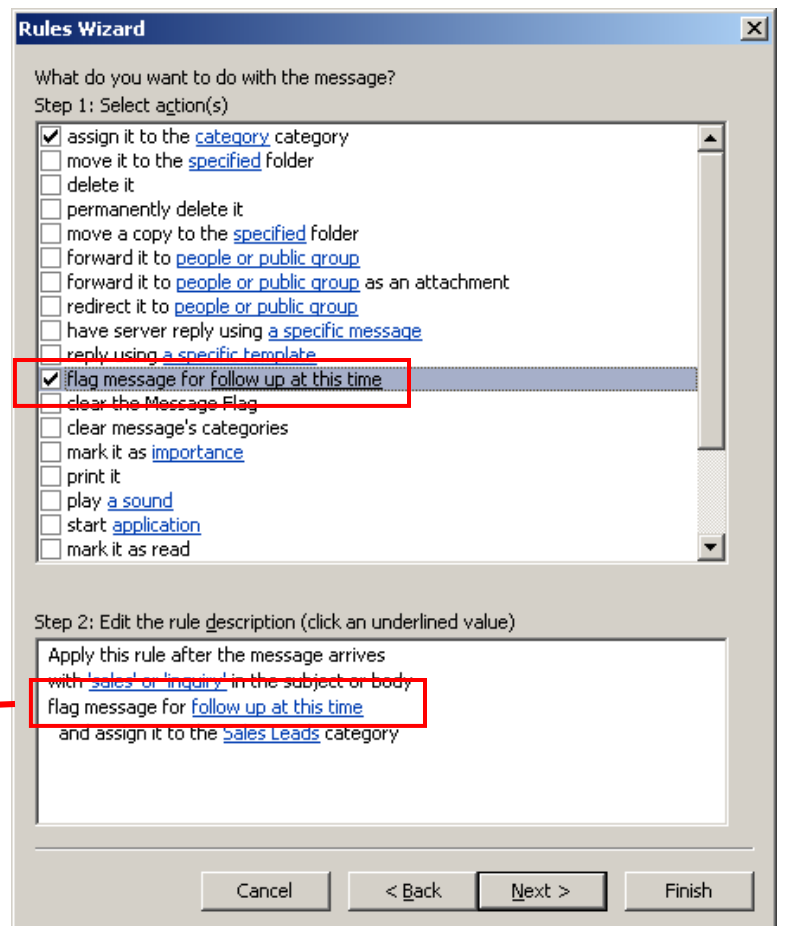 Rules Wizard
What do you want to do with the message?
Step 1: Select action(s)
assign it to the category category
move it to the specified folder
delete it
permanently delete it
move a copy to the specified folder
forward it to people or public group
forward it to people or public group as an attachment
redirect it to people or public group
have server reply using a specific message
reply using a specific template
flag message for follow up at this time
clear the Message Flag
clear message's categories
mark it as importance
print it
play a sound
start application
mark it as read
Step 2: Edit the rule description (click an underlined value)
Apply this rule after the message arrives
with 'sales' or 'inquiry' in the subject or body
flag message for follow up at this time
and assign it to the Sales Leads category
Cancel < Back Next > Finish